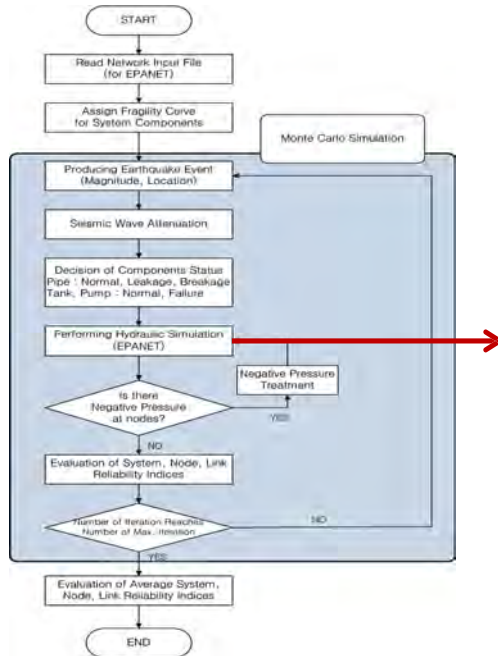 START
Read Network Input File
(for EPANET)
Assign Fragility Curve
for System Components
Monte Carlo Simulation
Producing Earthquake Event
(Magnitude, Location)
Seismic Wave Attenuation
Decision of Components Status
Pipe : Normal, Leakage, Breakage
Tank, Pump : Normal, Failure
Performing Hydraulic Simulation
(EPANET)
Negative Pressure
Treatment
Is there
Negative Pressure
at nodes?
YES
NO
Evaluation of System, Node, Link
Reliability Indices
Number of Iteration Reaches
Number of Max. Iteration
NO
YES
Evaluation of Average System,
Node, Link Reliability Indices
END